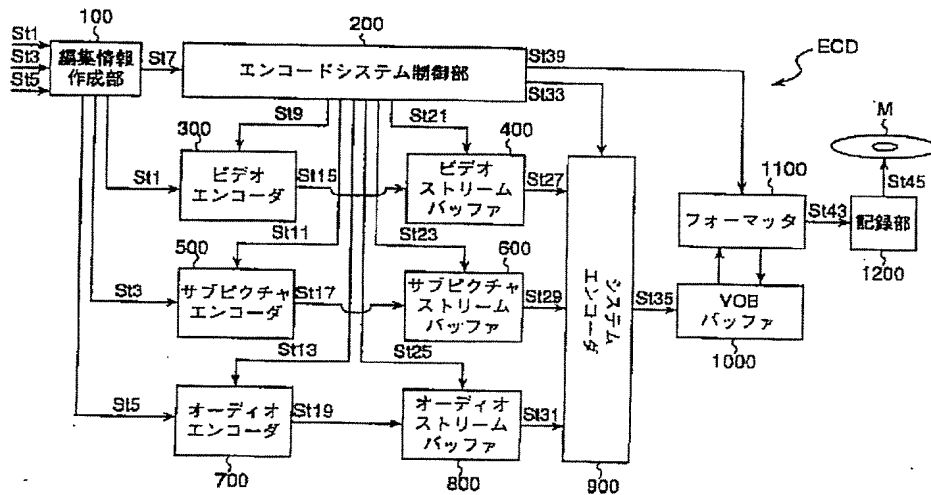 100
200
St1
St3
St5
編集情報
作成部
St7
エンコードシステム制御部
St39
St33
ECD
St9
St21
M
300
400
1100
St1
ビデオ
エンコーダ
St15
ビデオ
ストリーム
バッファ
St27
フォーマッタ
St43
St45
記録部
1200
St11
St23
500
600
St3
サブピクチャ
エンコーダ
St17
サブピクチャ
ストリーム
バッファ
St29
システム
エンコーダ
St35
VOB
バッファ
1000
St13
St25
St5
オーディオ
エンコーダ
St19
オーディオ
ストリーム
バッファ
St31
700
800
900